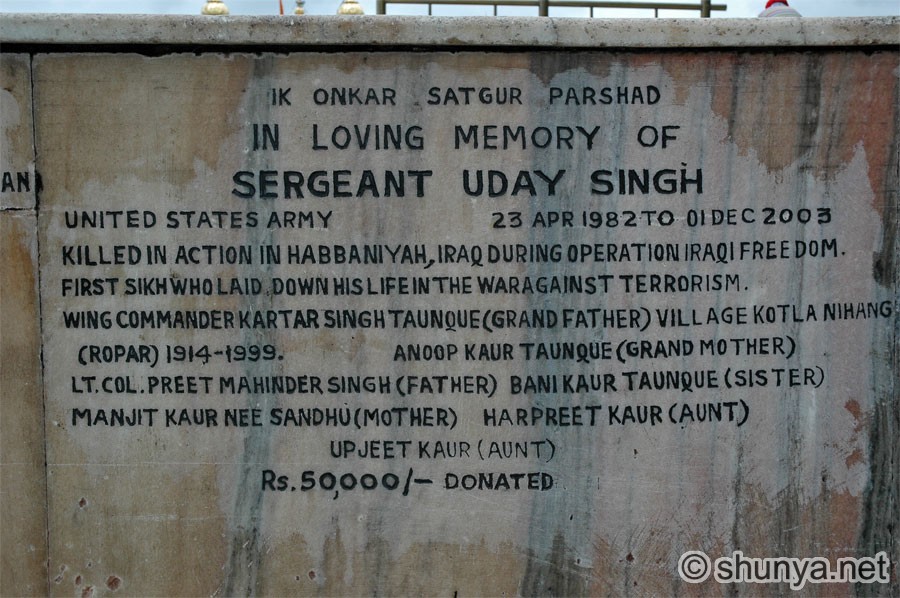 IK ONKAR SATGUR PARSHAD
IN LOVING MEMORY OF
SERGEANT UDAY SINGH
UNITED STATES ARMY 23 APR 1982 TO 01 DEC 2003
KILLED IN ACTION IN HABBANIYAH, IRAQ DURING OPERATION IRAQI FREEDOM.
FIRST SIKH WHO LAID DOWN HIS LIFE IN THE WAR AGAINST TERRORISM.
WING COMMANDER KARTAR SINGH TAUNQUE (GRAND FATHER) VILLAGE KOTLA NIHANG
(ROPAR) 1914-1999. ANOOP KAUR TAUNQUE (GRAND MOTHER)
LT. COL. PREET MAHINDER SINGH (FATHER) BANI KAUR TAUNQUE (SISTER)
MANJIT KAUR NEE SANDHU (MOTHER) HARPREET KAUR (AUNT)
UPJEET KAUR (AUNT)
Rs. 50,000/- DONATED
AN
© shunya.net